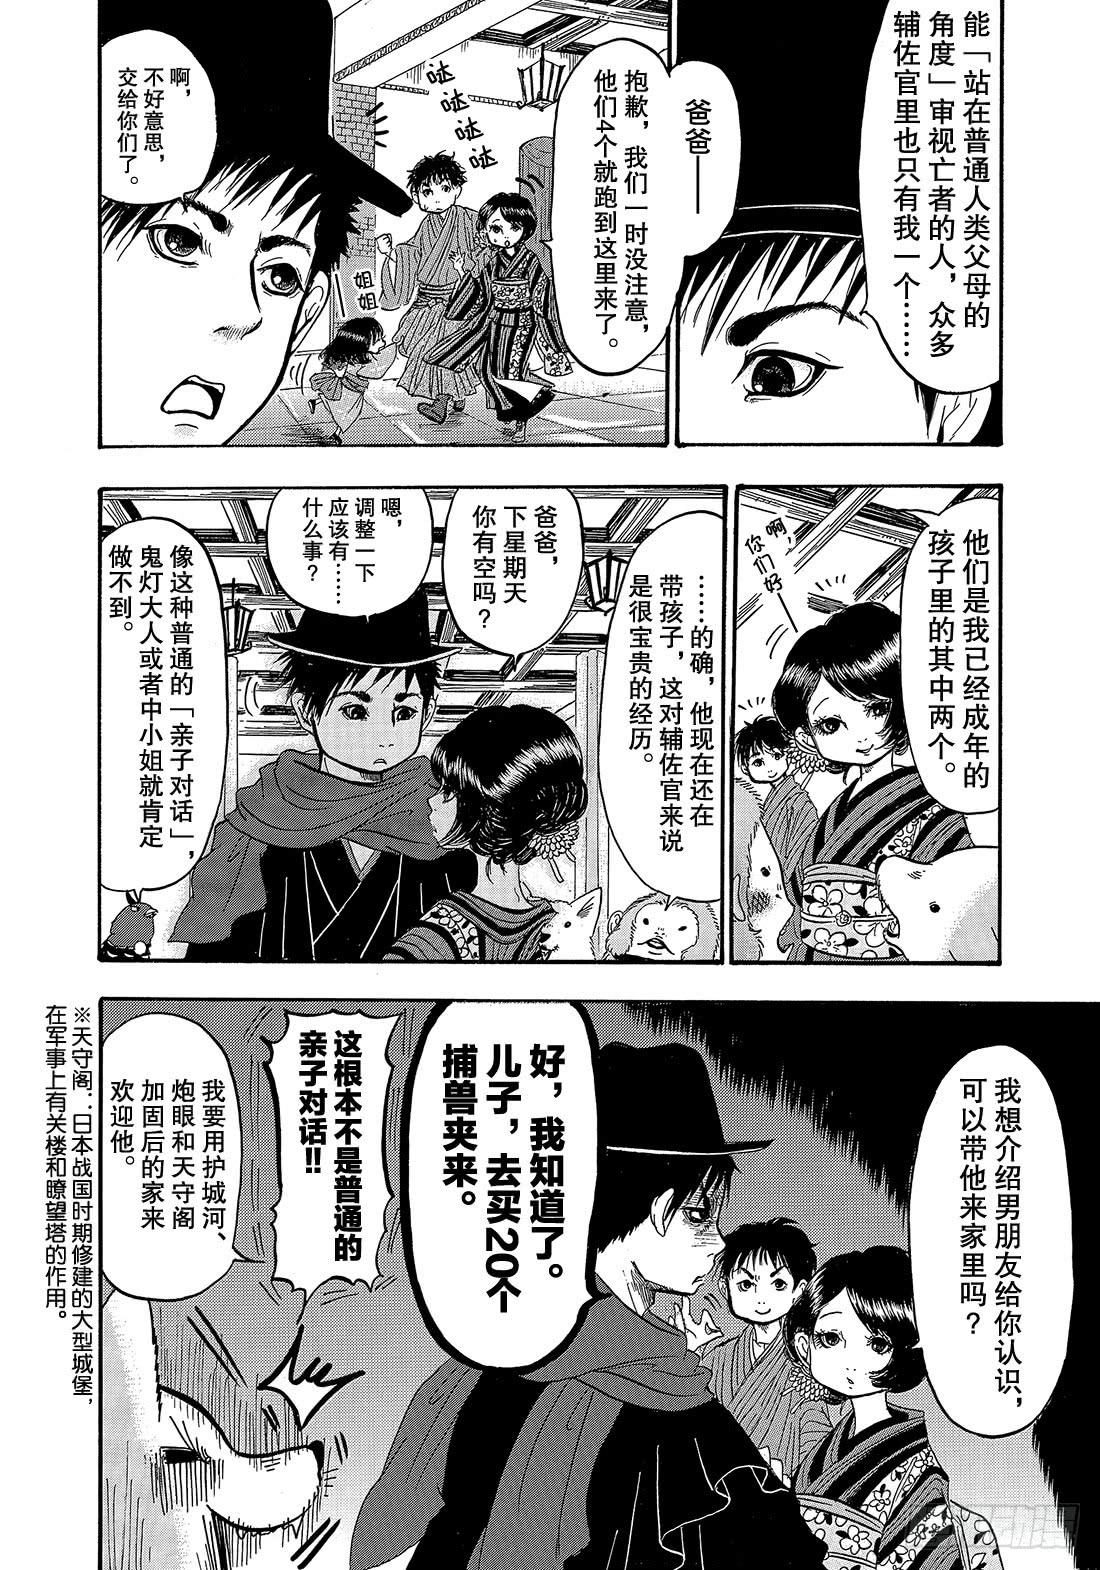 能「站在普通人类父母的
角度」审视亡者的人，众多
辅佐官里也只有我一个……
爸爸——
抱歉，我们一时没注意，
他们4个就跑到这里来了。
哒哒哒哒
姐姐——
啊，
不好意思，
交给你们了。
他们是我已经成年的
孩子里的其中两个。
啊，
你们好——
……的确，他现在还在
带孩子，这对辅佐官来说
是很宝贵的经历。
爸爸，
下星期天
你有空吗？
嗯，
调整一下
应该有……
什么事？
像这种普通的「亲子对话」，
鬼灯大人或者中小姐就肯定
做不到。
我想介绍男朋友给你认识，
可以带他来家里吗？
好，我知道了。
儿子，去买20个
捕兽夹来。
这根本不是普通的
亲子对话!!
我要用护城河、
炮眼和天守阁
加固后的家来
欢迎他。
※天守阁：日本战国时期修建的大型城堡，
在军事上有关楼和瞭望塔的作用。